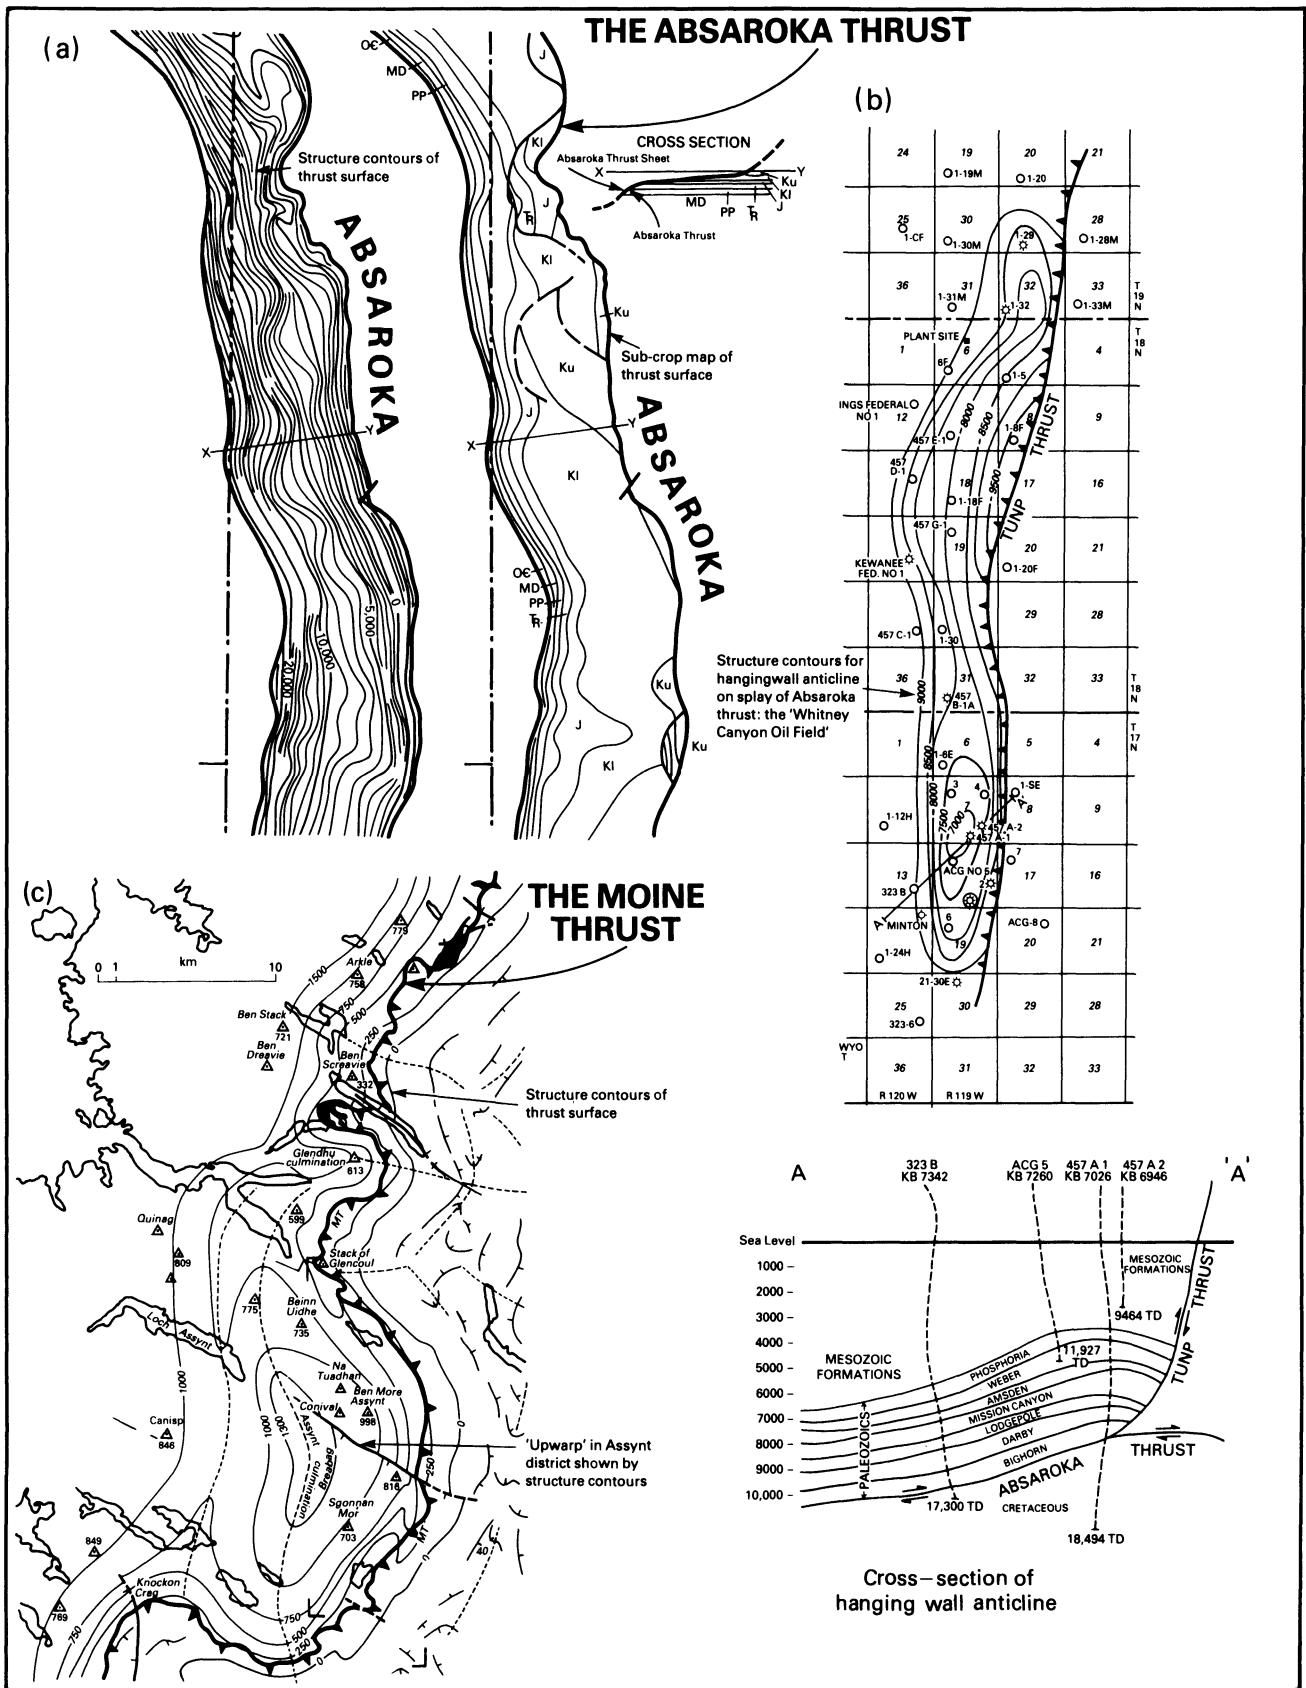 (a)
THE ABSAROKA THRUST
O€
MD
PP
J
Kl
CROSS SECTION
Absaroka Thrust Sheet
X
Y
Ku
Kl
J
MD
PP
TR
Absaroka Thrust
Structure contours of
thrust surface
ABSAROKA
J
TR
Kl
Ku
Sub-crop map of
thrust surface
Ku
J
ABSAROKA
X
Y
X
Y
Kl
O€
MD
PP
TR
0
5,000
10,000
20,000
Ku
J
Kl
Ku
(b)
24
19
20
21
1-19M
1-20
25
30
28
1-CF
1-30M
1-29
1-28M
36
31
32
33
1-31M
1-32
1-33M
T
19
N
T
18
N
PLANT SITE
1
6
4
6F
1-5
INGS FEDERAL
NO 1
12
8000
8500
8
9
457 E-1
1-8F
THRUST
457
D-1
18
1-18F
9500
17
16
457 G-1
TUNP
19
20
21
KEWANEE
FED. NO 1
1-20F
29
28
457 C-1
1-30
Structure contours for
hangingwall anticline
on splay of Absaroka
thrust: the 'Whitney
Canyon Oil Field'
36
31
32
33
9000
457
B-1A
T
18
N
T
17
N
1
6
5
4
8500
1-6E
8000
3
4
1-SE
A'
8
9
7
7500
7000
1-12H
457 A-2
457 A-1
7
13
ACG NO 5
17
16
323 B
2
A
MINTON
6
ACG-8
19
20
21
1-24H
21-30E
25
30
29
28
323-6
WYO
T
36
31
32
33
R 120 W
R 119 W
(c)
THE MOINE
THRUST
km
0 1
10
779
Arkle
758
1500
750
500
250
0
Ben Stack
721
Ben
Dreavie
Ben
Screavie
332
Structure contours of
thrust surface
Glendhu
culmination
613
599
MT
Quinag
809
Stack of
Glencoul
775
Beinn
Uidhe
735
Loch Assynt
1000
Na
Tuadhan
Ben More
Assynt
998
Conival
Canisp
846
1000
1300
Assynt
culmination
Breabag
'Upwarp' in Assynt
district shown by
structure contours
0
250
816
Sgonnan
Mor
703
MT
40
0
849
Knockon
Crag
769
750
750
500
250
0
A
323 B
KB 7342
ACG 5
KB 7260
457 A 1
KB 7026
457 A 2
KB 6946
'A'
Sea Level
1000
2000
3000
4000
5000
6000
7000
8000
9000
10,000
MESOZOIC
FORMATIONS
THRUST
9464 TD
TUNP
11,927
TD
MESOZOIC
FORMATIONS
PHOSPHORIA
WEBER
AMSDEN
MISSION CANYON
LODGEPOLE
DARBY
BIGHORN
PALEOZOICS
ABSAROKA
THRUST
CRETACEOUS
17,300 TD
18,494 TD
Cross–section of
hanging wall anticline